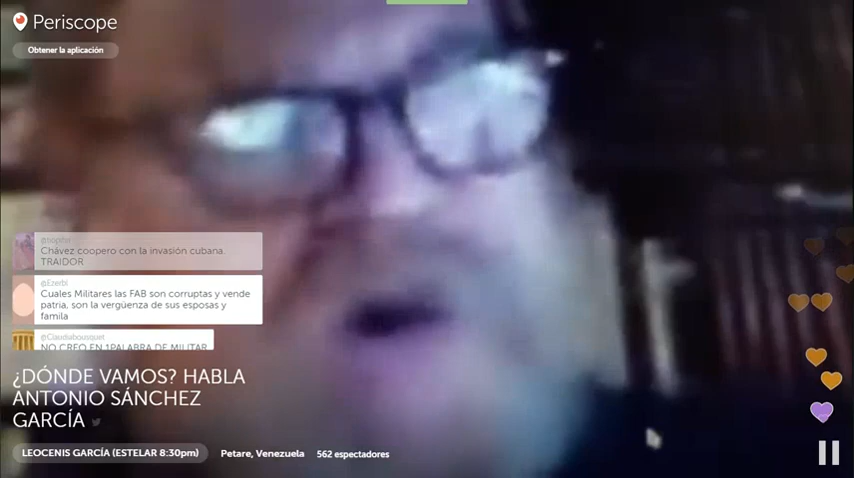 Periscope
Obtener la aplicación
Chávez coopero con la invasión cubana.
TRAIDOR
@Ezerbi
Cuales Militares las FAB son corruptas y vende
patria, son la vergüenza de sus esposas y
famila
@Claudiabousquet
NO CREO EN 1PALABRA DE MILITAR
¿DÓNDE VAMOS? HABLA
ANTONIO SÁNCHEZ
GARCÍA
LEOCENIS GARCÍA (ESTELAR 8:30pm) Petare, Venezuela 562 espectadores